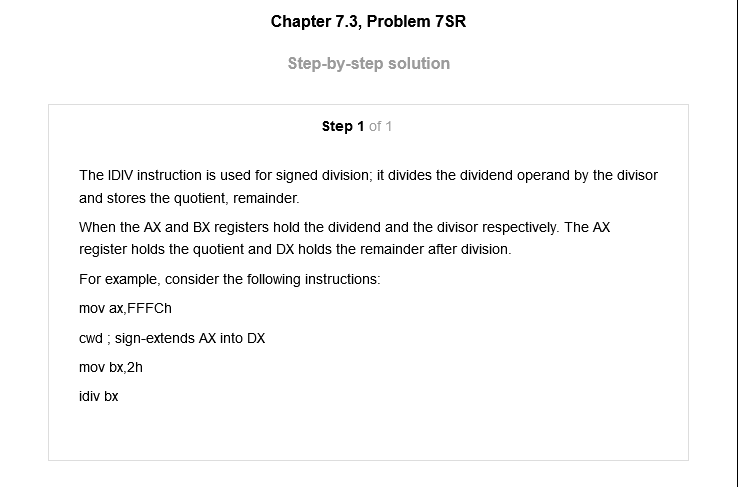 Chapter 7.3, Problem 7SR
Step-by-step solution
Step 1 of 1
The IDIV instruction is used for signed division; it divides the dividend operand by the divisor
and stores the quotient, remainder.
When the AX and BX registers hold the dividend and the divisor respectively. The AX
register holds the quotient and DX holds the remainder after division.
For example, consider the following instructions:
mov ax,FFFCh
cwd ; sign-extends AX into DX
mov bx,2h
idiv bx